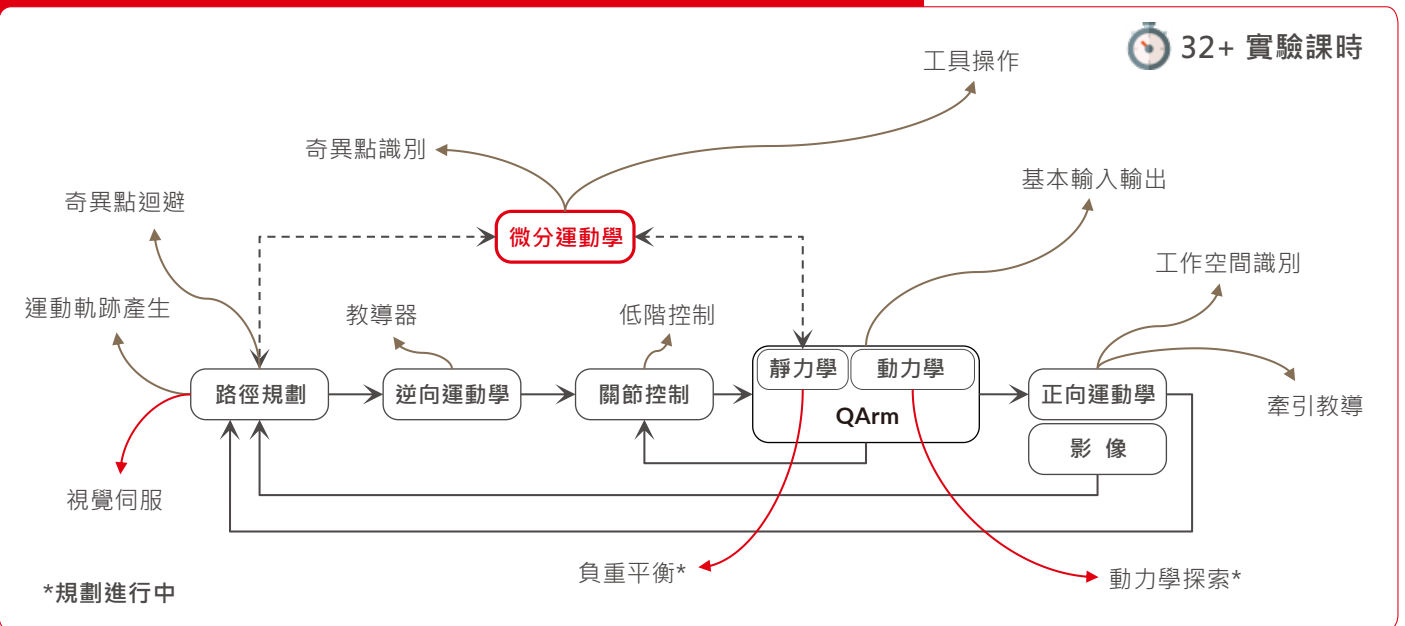 32+ 實驗課時
工具操作
奇異點識別
基本輸入輸出
奇異點迴避
微分運動學
工作空間識別
運動軌跡產生
教導器
低階控制
靜力學
動力學
路徑規劃
逆向運動學
關節控制
QArm
正向運動學
牽引教導
影 像
視覺伺服
負重平衡*
動力學探索*
*規劃進行中